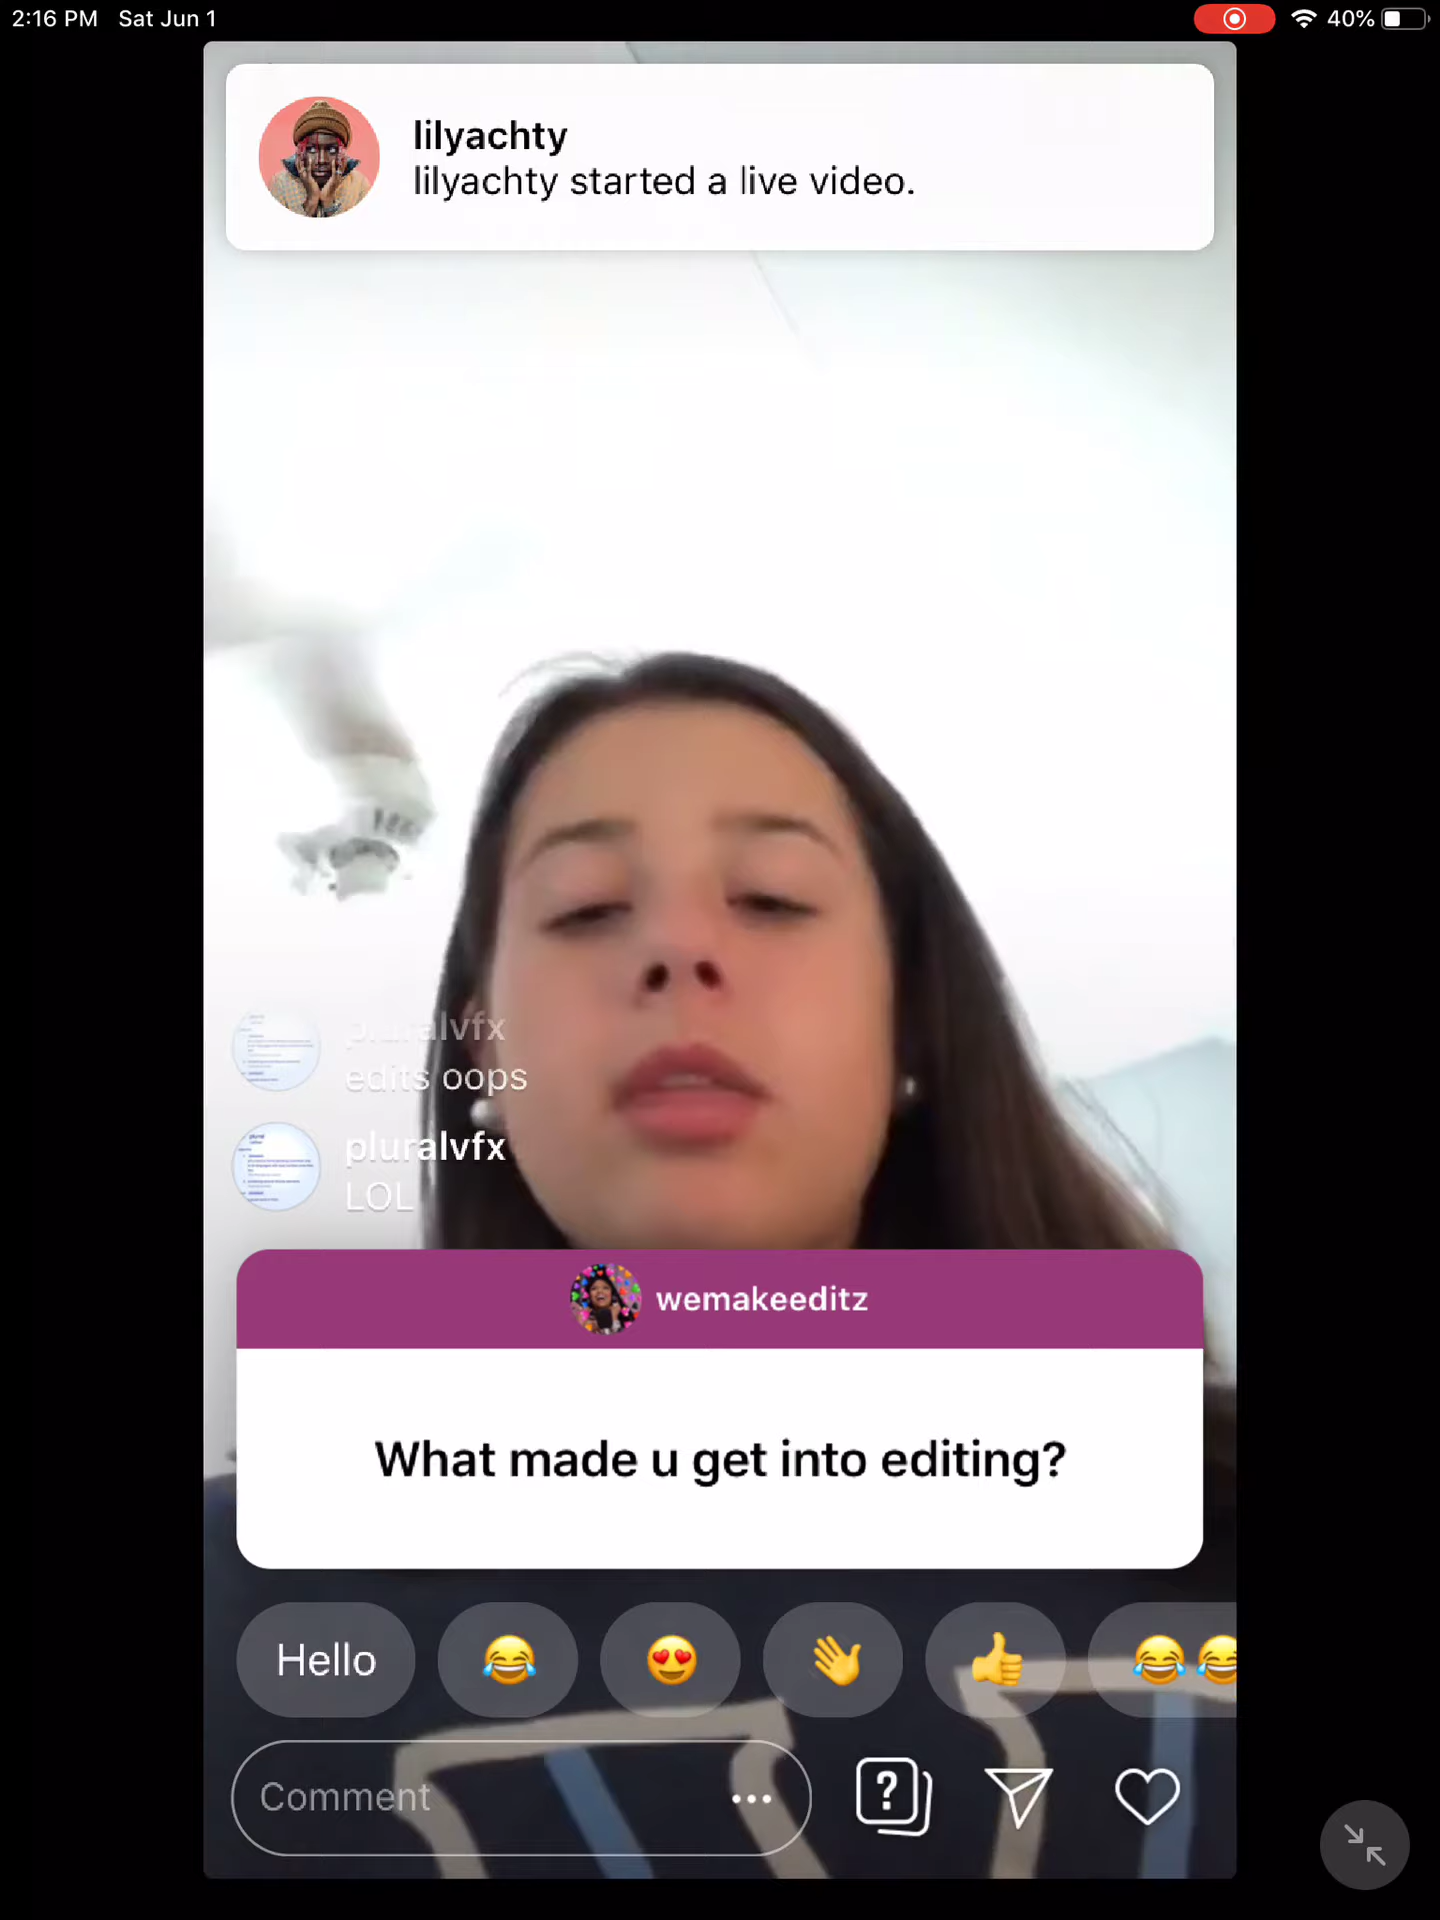 2:16 PM Sat Jun 1
40%
lilyachty
lilyachty started a live video.
pluralvfx
edits oops
pluralvfx
LOL
wemakeeditz
What made u get into editing?
Hello
Comment